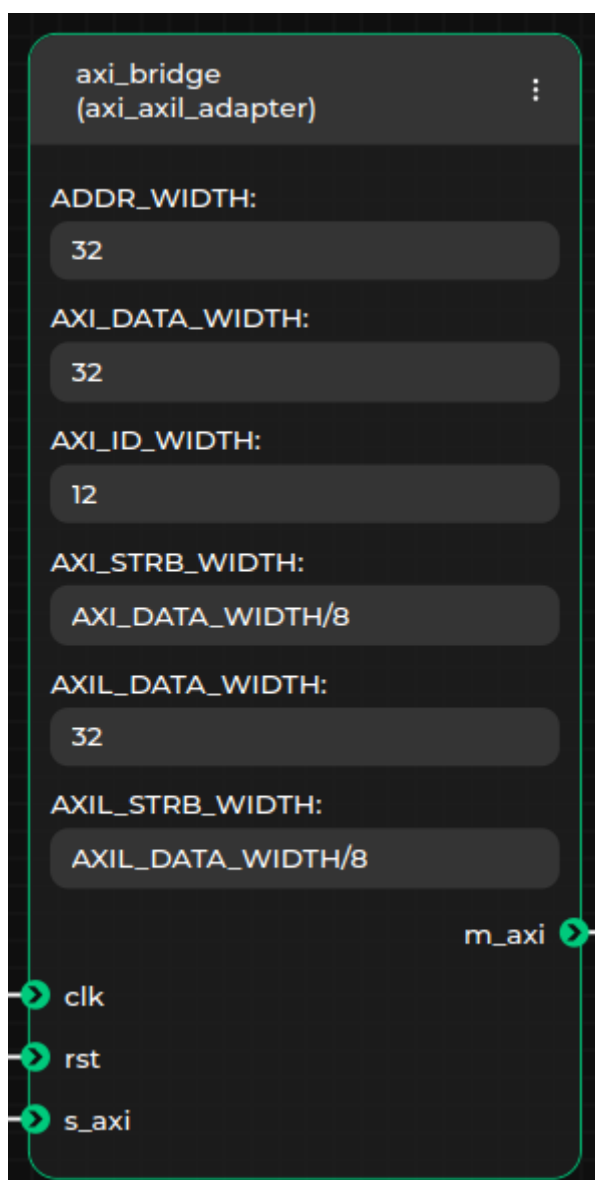 axi_bridge
(axi_axil_adapter)
ADDR_WIDTH:
32
AXI_DATA_WIDTH:
32
AXI_ID_WIDTH:
12
AXI_STRB_WIDTH:
AXI_DATA_WIDTH/8
AXIL_DATA_WIDTH:
32
AXIL_STRB_WIDTH:
AXIL_DATA_WIDTH/8
m_axi
clk
rst
s_axi